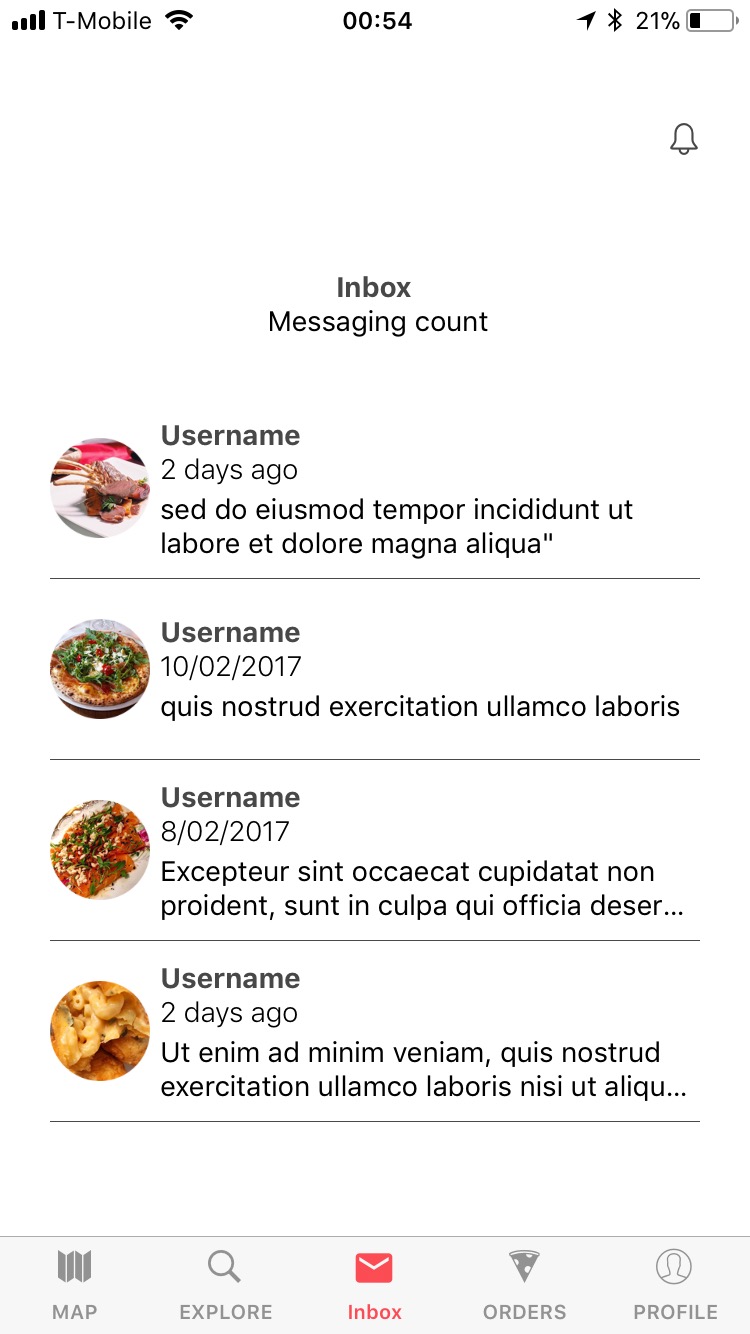 T-Mobile 00:54 21%
Inbox
Messaging count
Username
2 days ago
sed do eiusmod tempor incididunt ut
labore et dolore magna aliqua"
Username
10/02/2017
quis nostrud exercitation ullamco laboris
Username
8/02/2017
Excepteur sint occaecat cupidatat non
proident, sunt in culpa qui officia deser...
Username
2 days ago
Ut enim ad minim veniam, quis nostrud
exercitation ullamco laboris nisi ut aliqu...
MAP EXPLORE Inbox ORDERS PROFILE